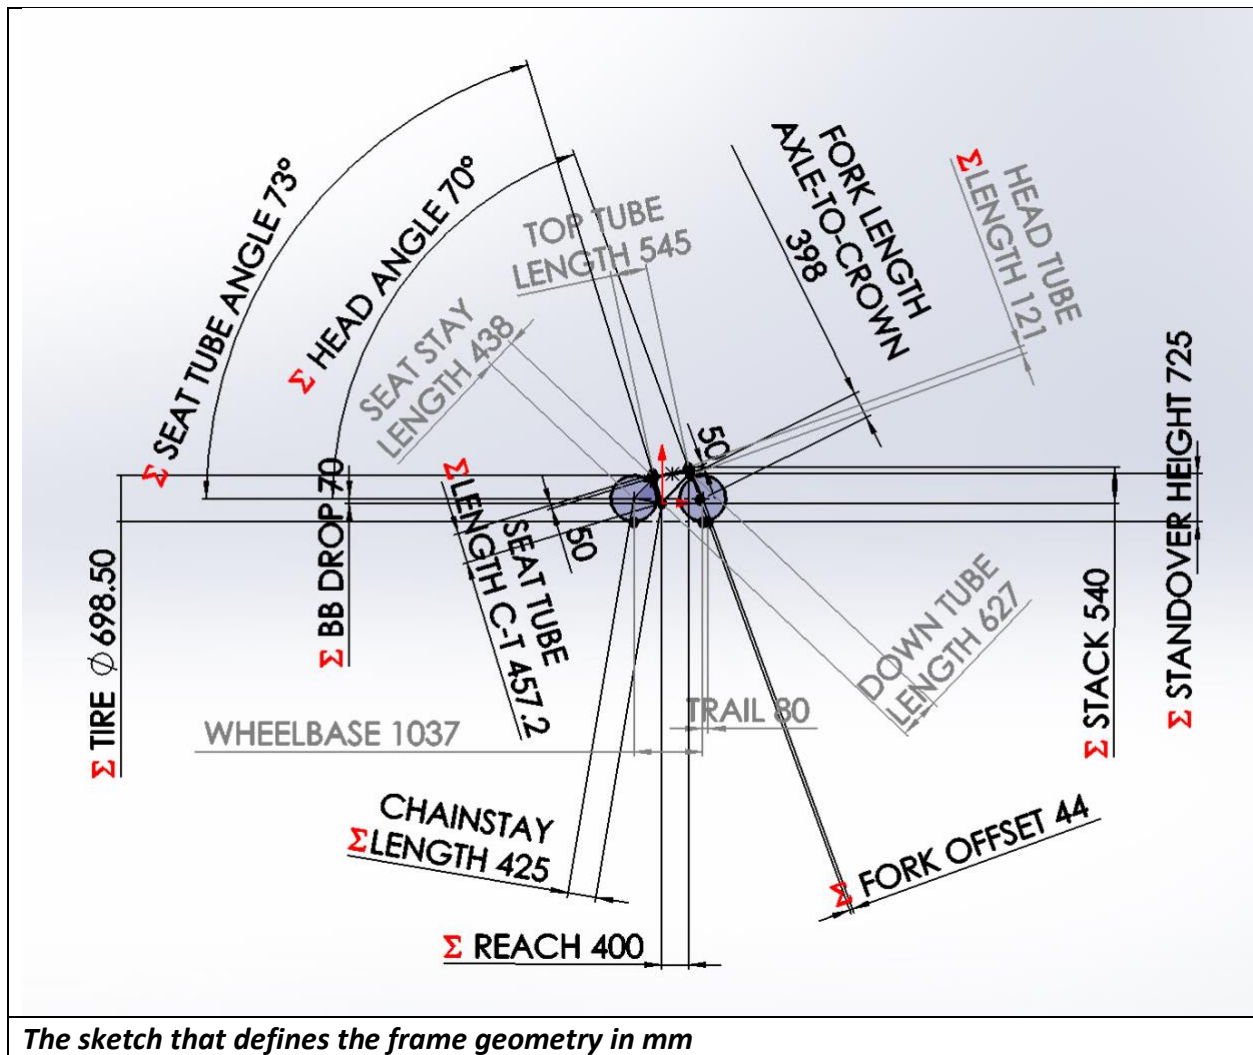 Σ SEAT TUBE ANGLE 73°
Σ HEAD ANGLE 70°
TOP TUBE
LENGTH 545
FORK LENGTH
AXLE-TO-CROWN
398
HEAD TUBE
Σ LENGTH 121
SEAT STAY
LENGTH 438
50
Σ STANDOVER HEIGHT 725
Σ BB DROP 70
SEAT TUBE
Σ LENGTH C-T 457.2
50
Σ TIRE ∅ 698.50
DOWN TUBE
LENGTH 627
Σ STACK 540
WHEELBASE 1037
TRAIL 80
CHAINSTAY
Σ LENGTH 425
Σ FORK OFFSET 44
Σ REACH 400
The sketch that defines the frame geometry in mm